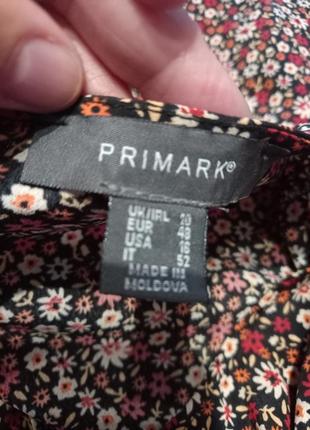 PRIMARK®
UK/IRL 20
EUR 48
USA 16
IT 52
MADE IN
MOLDOVA